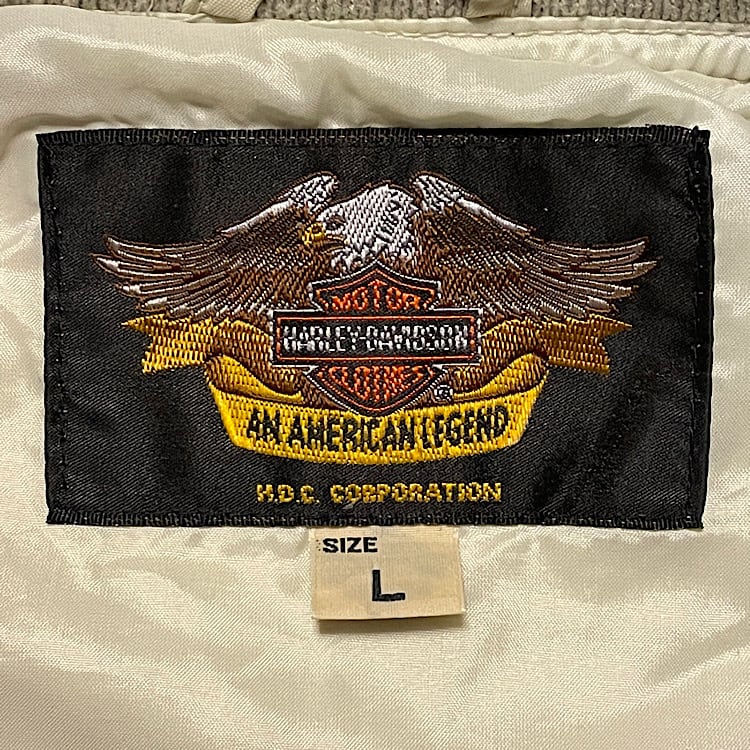 MOTOR
HARLEY-DAVIDSON
CLOTHES
®
AN AMERICAN LEGEND
H.D.C. CORPORATION
SIZE
L